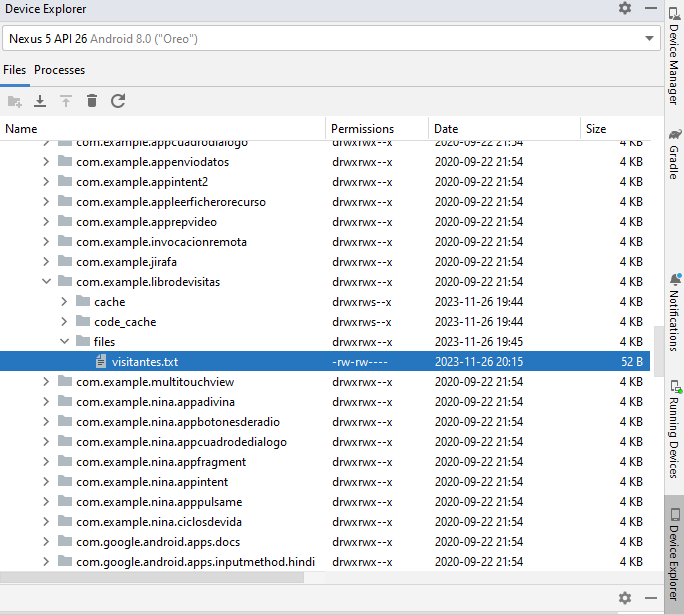 Device Explorer
Nexus 5 API 26 Android 8.0 ("Oreo")
Files Processes
Name Permissions Date Size
com.example.appcuadrodialogo drwxrwx--x 2020-09-22 21:54 4 KB
com.example.appenviodatos drwxrwx--x 2020-09-22 21:54 4 KB
com.example.appintent2 drwxrwx--x 2020-09-22 21:54 4 KB
com.example.appleerficherorecurso drwxrwx--x 2020-09-22 21:54 4 KB
com.example.apprepvideo drwxrwx--x 2020-09-22 21:54 4 KB
com.example.invocacionremota drwxrwx--x 2020-09-22 21:54 4 KB
com.example.jirafa drwxrwx--x 2020-09-22 21:54 4 KB
com.example.librodevisitas drwxrwx--x 2020-09-22 21:54 4 KB
cache drwxrws--x 2023-11-26 19:44 4 KB
code_cache drwxrws--x 2023-11-26 19:44 4 KB
files drwxrwx--x 2023-11-26 19:45 4 KB
visitantes.txt -rw-rw---- 2023-11-26 20:15 52 B
com.example.multitouchview drwxrwx--x 2020-09-22 21:54 4 KB
com.example.nina.appadivina drwxrwx--x 2020-09-22 21:54 4 KB
com.example.nina.appbotonesderadio drwxrwx--x 2020-09-22 21:54 4 KB
com.example.nina.appcuadrodedialogo drwxrwx--x 2020-09-22 21:54 4 KB
com.example.nina.appfragment drwxrwx--x 2020-09-22 21:54 4 KB
com.example.nina.appintent drwxrwx--x 2020-09-22 21:54 4 KB
com.example.nina.apppulsame drwxrwx--x 2020-09-22 21:54 4 KB
com.example.nina.ciclosdevida drwxrwx--x 2020-09-22 21:54 4 KB
com.google.android.apps.docs drwxrwx--x 2020-09-22 21:54 4 KB
com.google.android.apps.inputmethod.hindi drwxrwx--x 2020-09-22 21:54 4 KB
Device Manager
Gradle
Notifications
Running Devices
Device Explorer